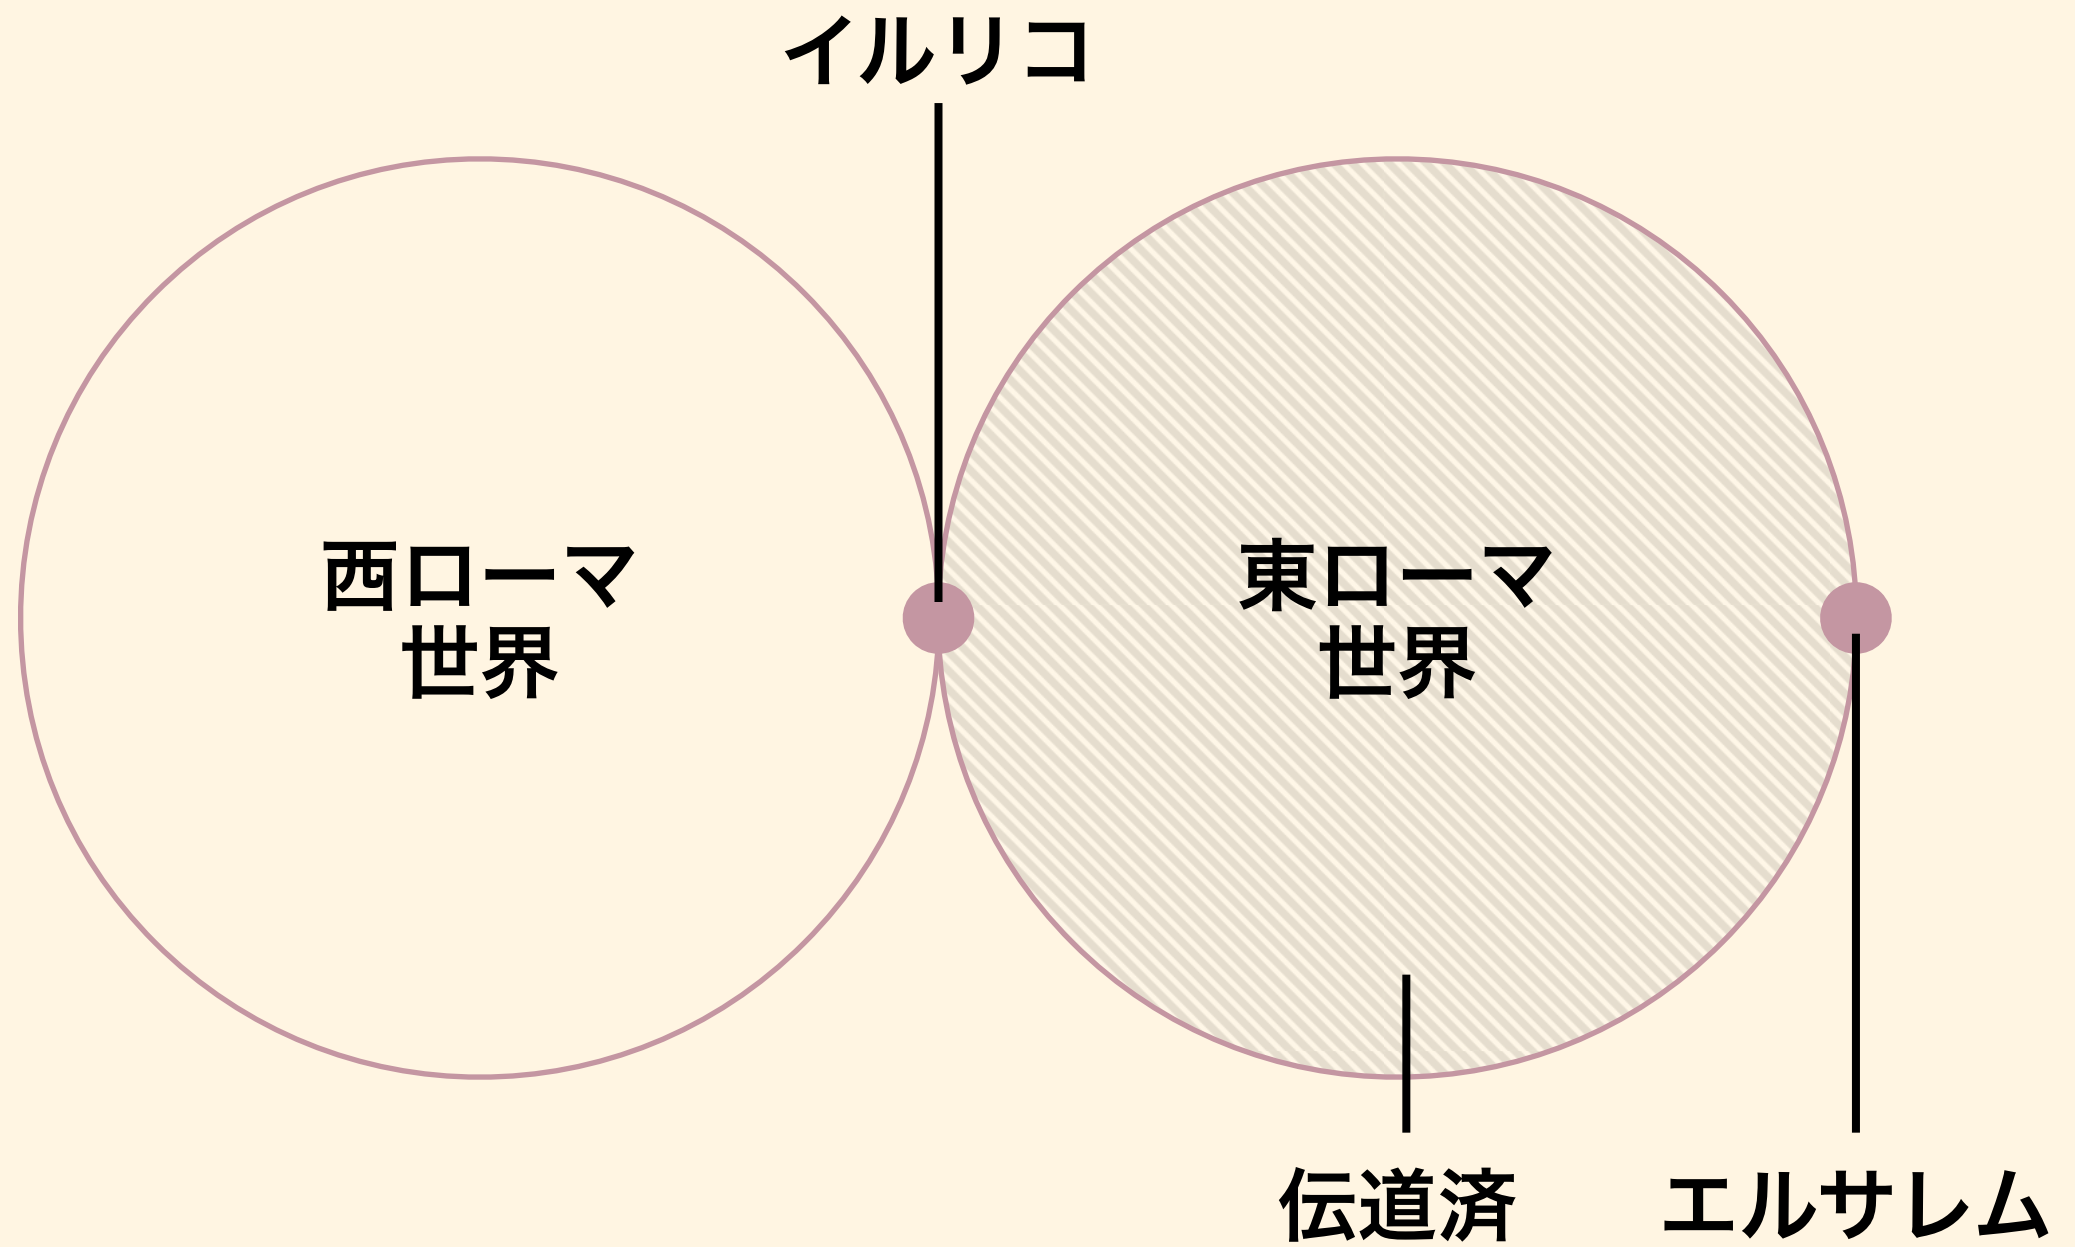 イルリコ
西ローマ
世界
東ローマ
世界
伝道済
エルサレム